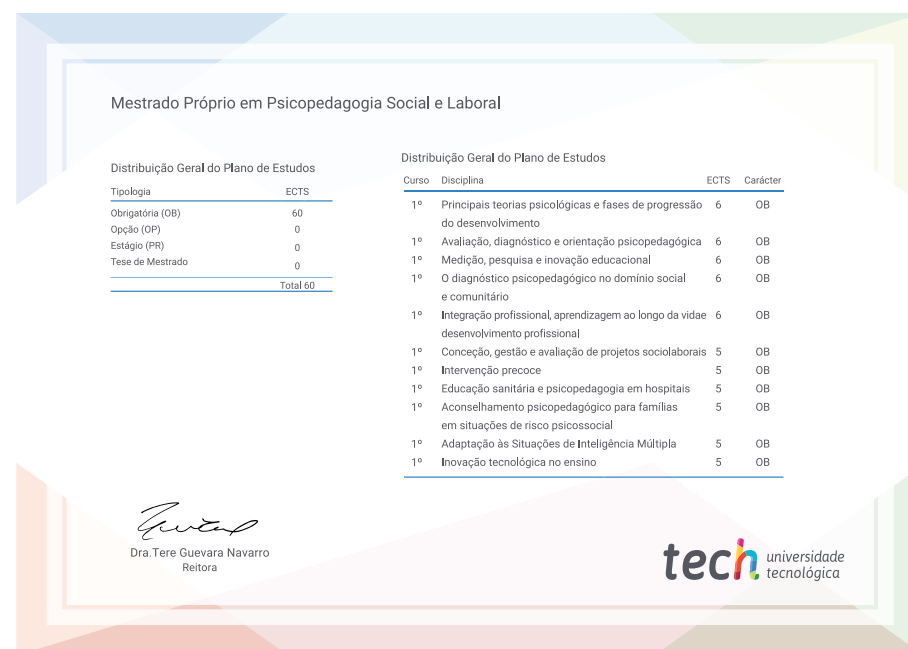 Mestrado Próprio em Psicopedagogia Social e Laboral
Distribuição Geral do Plano de Estudos
Tipologia ECTS
Obrigatória (OB) 60
Opção (OP) 0
Estágio (PR) 0
Tese de Mestrado 0
Total 60
Distribuição Geral do Plano de Estudos
Curso Disciplina ECTS Carácter
1º Principais teorias psicológicas e fases de progressão 6 OB
do desenvolvimento
1º Avaliação, diagnóstico e orientação psicopedagógica 6 OB
1º Medição, pesquisa e inovação educacional 6 OB
1º O diagnóstico psicopedagógico no domínio social 6 OB
e comunitário
1º Integração profissional, aprendizagem ao longo da vidae 6 OB
desenvolvimento profissional
1º Conceção, gestão e avaliação de projetos sociolaborais 5 OB
1º Intervenção precoce 5 OB
1º Educação sanitária e psicopedagogia em hospitais 5 OB
1º Aconselhamento psicopedagógico para famílias 5 OB
em situações de risco psicossocial
1º Adaptação às Situações de Inteligência Múltipla 5 OB
1º Inovação tecnológica no ensino 5 OB
Dra.Tere Guevara Navarro
Reitora
tech universidade
tecnológica